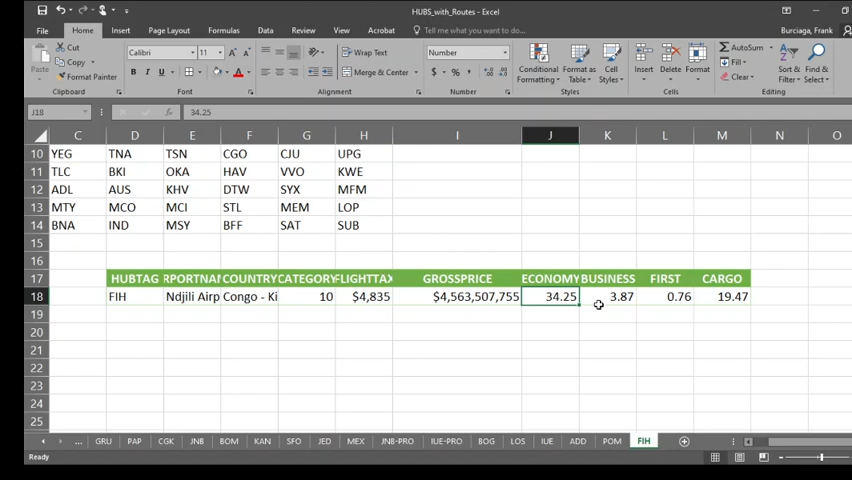 HUBS_with_Routes - Excel
Burciaga, Frank
File Home Insert Page Layout Formulas Data Review View Acrobat Tell me what you want to do...
Cut
Copy
Format Painter
Paste
Clipboard
Calibri 11
B I U
Font
Wrap Text
Merge & Center
Alignment
Number
$ % ,
Number
Conditional Formatting
Format as Table
Cell Styles
Styles
Insert Delete Format
Cells
AutoSum
Fill
Clear
Sort & Filter
Find & Select
Editing
J18 fx 34.25
C D E F G H I J K L M N O
10 YEG TNA TSN CGO CJU UPG
11 TLC BKI OKA HAV VVO KWE
12 ADL AUS KHV DTW SYX MFM
13 MTY MCO MCI STL MEM LOP
14 BNA IND MSY BFF SAT SUB
15
16
17 HUBTAG RPORTNAM COUNTRY CATEGORY FLIGHTTAX GROSSPRICE ECONOMY BUSINESS FIRST CARGO
18 FIH Ndjili Airp Congo - Ki 10 $4,835 $4,563,507,755 34.25 3.87 0.76 19.47
19
20
21
22
23
24
25
... GRU PAP CGK JNB BOM KAN SFO JED MEX JNB-PRO IUE-PRO BOG LOS IUE ADD POM FIH
Ready